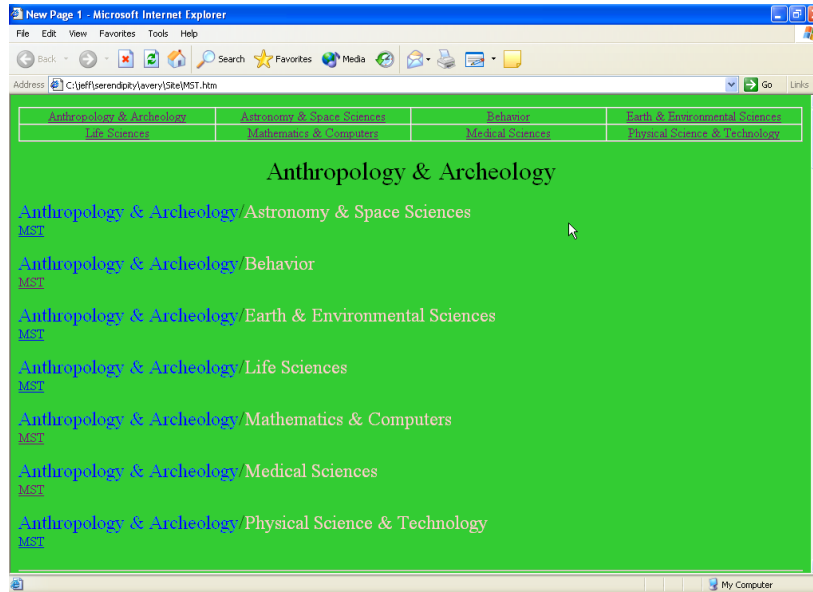 New Page 1 - Microsoft Internet Explorer
File Edit View Favorites Tools Help
Back Search Favorites Media
Address C:\jeff\serendipity\avery\Site\MST.htm Go Links
Anthropology & Archeology Astronomy & Space Sciences Behavior Earth & Environmental Sciences
Life Sciences Mathematics & Computers Medical Sciences Physical Science & Technology
Anthropology & Archeology
Anthropology & Archeology/Astronomy & Space Sciences
MST
Anthropology & Archeology/Behavior
MST
Anthropology & Archeology/Earth & Environmental Sciences
MST
Anthropology & Archeology/Life Sciences
MST
Anthropology & Archeology/Mathematics & Computers
MST
Anthropology & Archeology/Medical Sciences
MST
Anthropology & Archeology/Physical Science & Technology
MST
My Computer